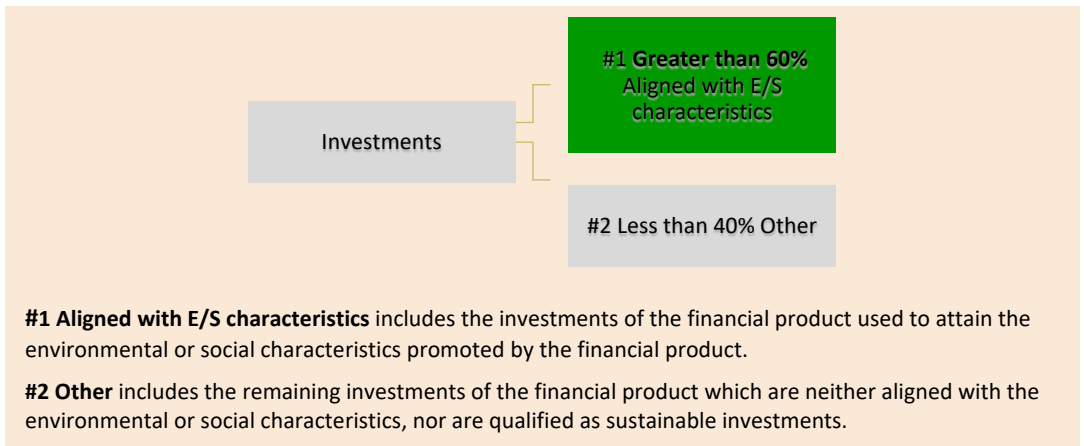 #1 Greater than 60%
Aligned with E/S
characteristics
Investments
#2 Less than 40% Other
#1 Aligned with E/S characteristics includes the investments of the financial product used to attain the
environmental or social characteristics promoted by the financial product.
#2 Other includes the remaining investments of the financial product which are neither aligned with the
environmental or social characteristics, nor are qualified as sustainable investments.